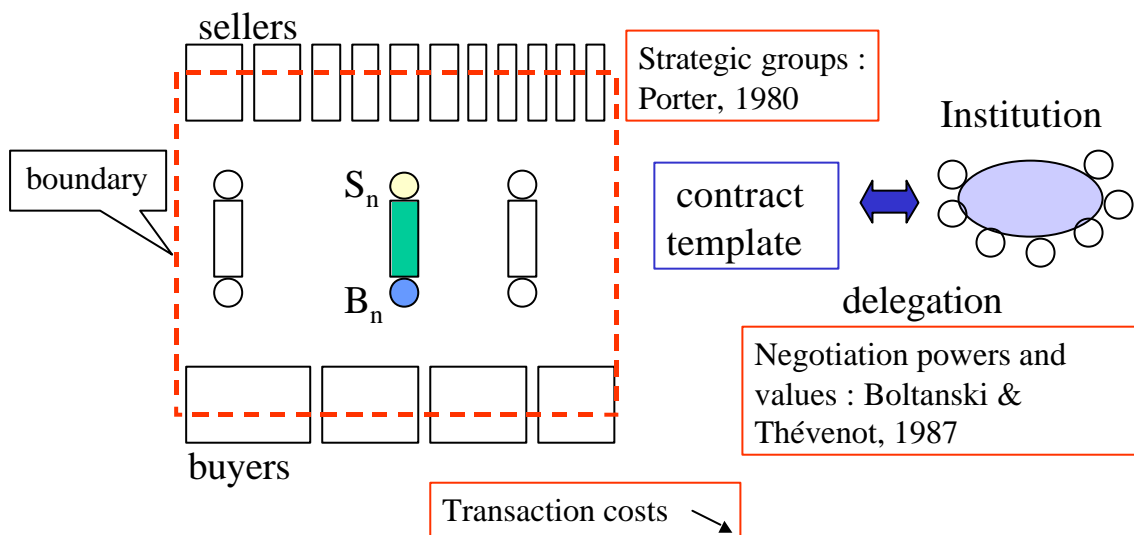 sellers
Strategic groups :
Porter, 1980
Institution
boundary
Sn
contract
template
Bn
delegation
Negotiation powers and
values : Boltanski &
Thévenot, 1987
buyers
Transaction costs